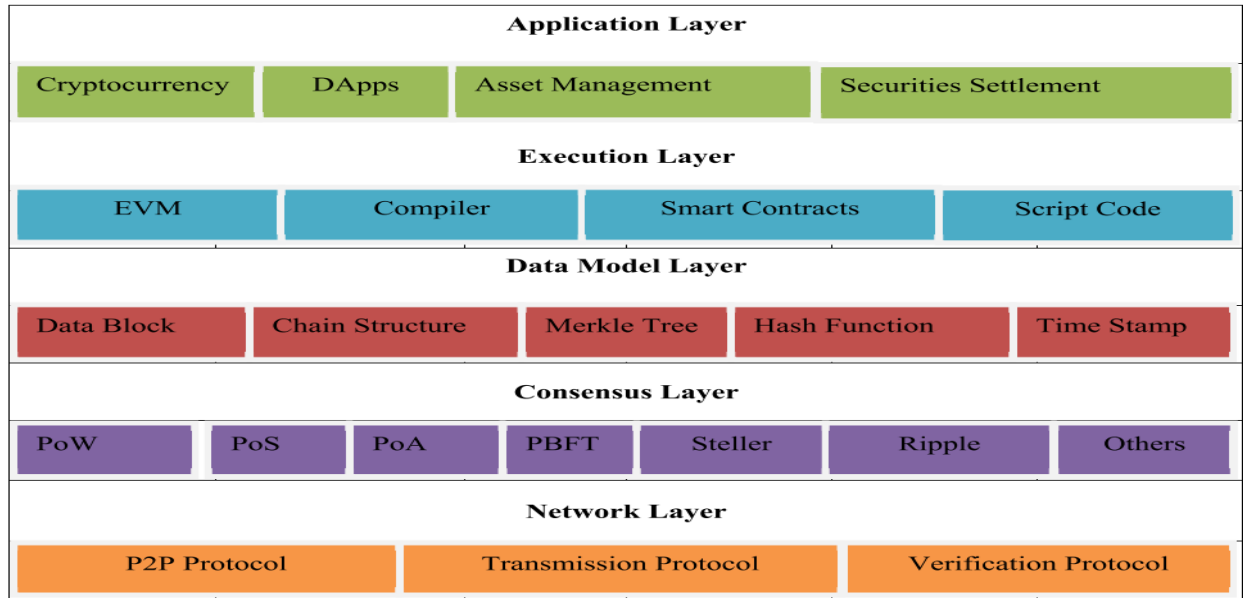 Application Layer
Cryptocurrency DApps Asset Management Securities Settlement
Execution Layer
EVM Compiler Smart Contracts Script Code
Data Model Layer
Data Block Chain Structure Merkle Tree Hash Function Time Stamp
Consensus Layer
PoW PoS PoA PBFT Steller Ripple Others
Network Layer
P2P Protocol Transmission Protocol Verification Protocol